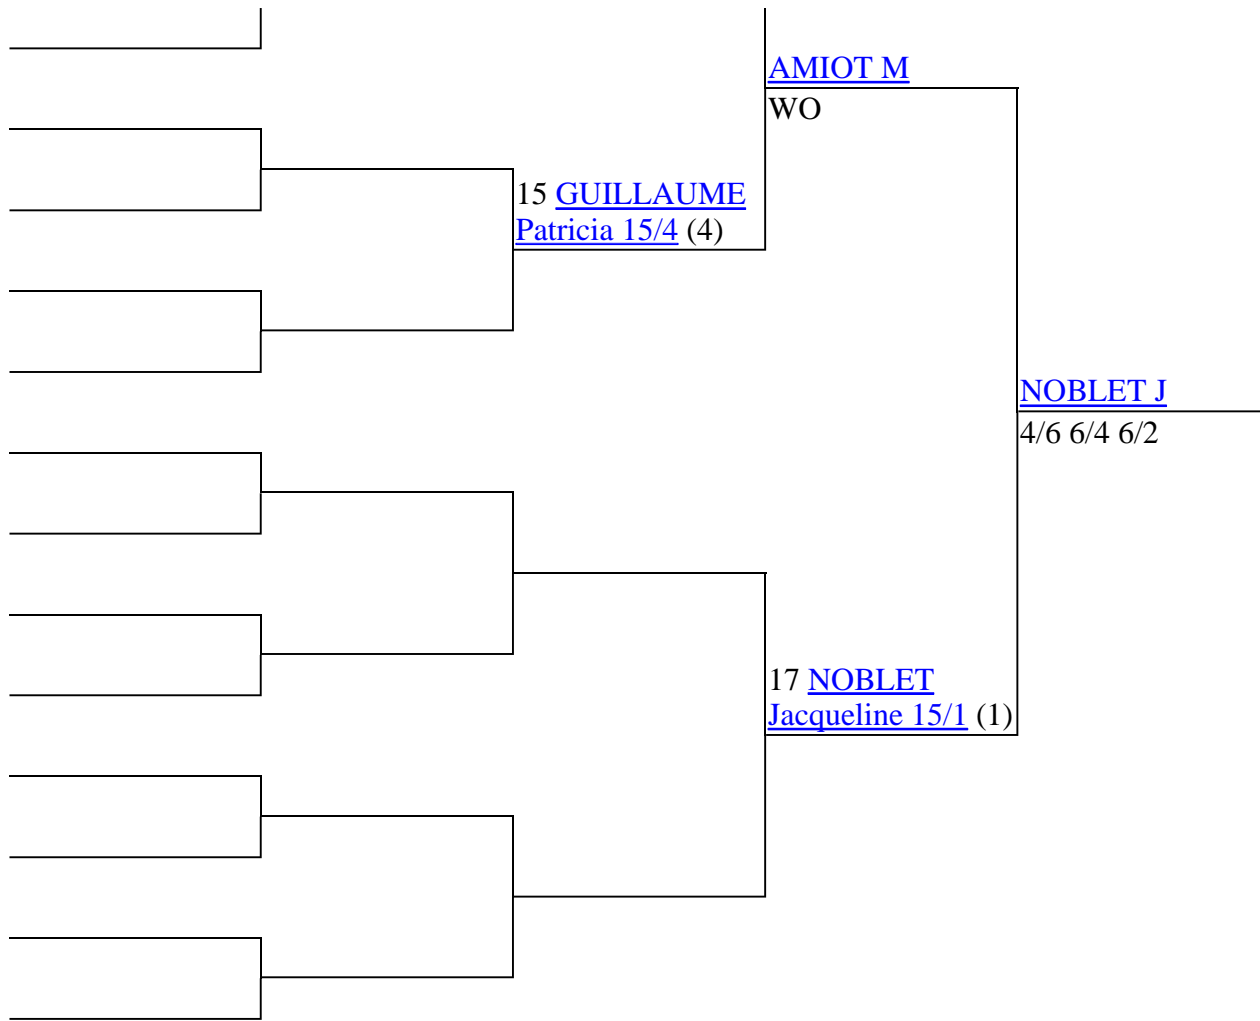 AMIOT M
WO
15 GUILLAUME
Patricia 15/4 (4)
NOBLET J
4/6 6/4 6/2
17 NOBLET
Jacqueline 15/1 (1)